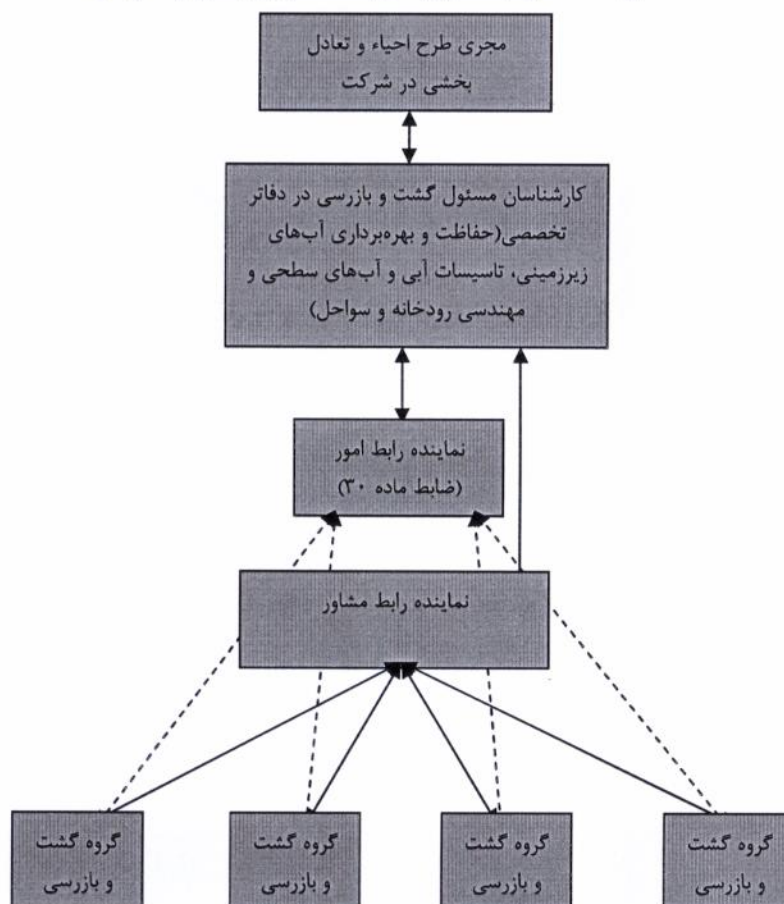 مجری طرح احیاء و تعادل
بخشی در شرکت
کارشناسان مسئول گشت و بازرسی در دفاتر
تخصصی(حفاظت و بهره‌برداری آب‌های
زیرزمینی، تاسیسات آبی و آب‌های سطحی و
مهندسی رودخانه و سواحل)
نماینده رابط امور
(ضابط ماده ۳۰)
نماینده رابط مشاور
گروه گشت
و بازرسی
گروه گشت
و بازرسی
گروه گشت
و بازرسی
گروه گشت
و بازرسی